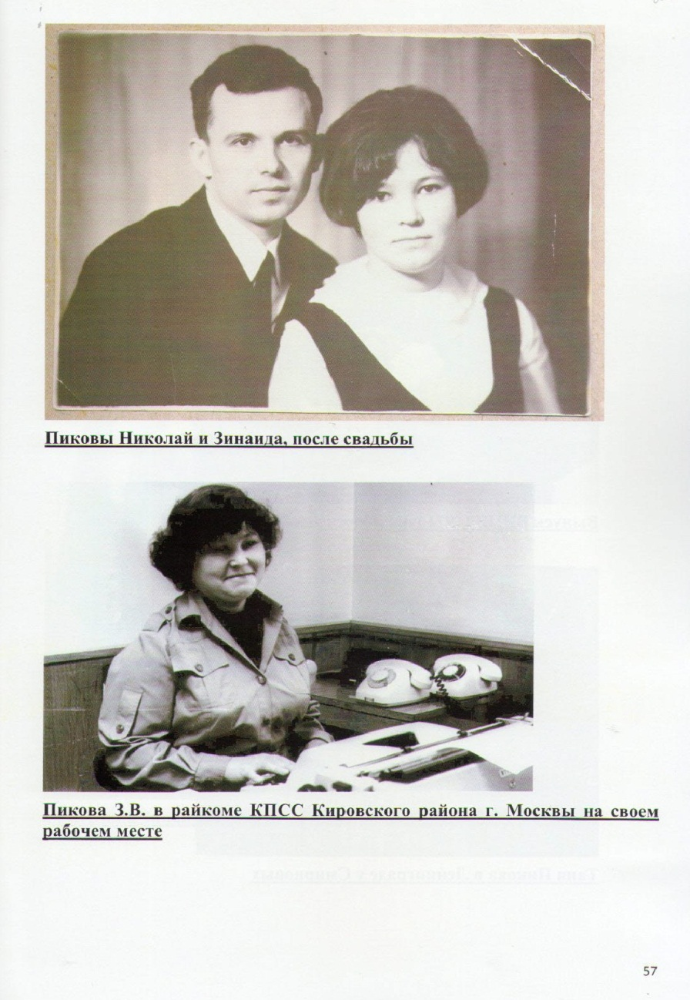 Пиковы Николай и Зинаида, после свадьбы
Пикова З.В. в райкоме КПСС Кировского района г. Москвы на своем
рабочем месте
57